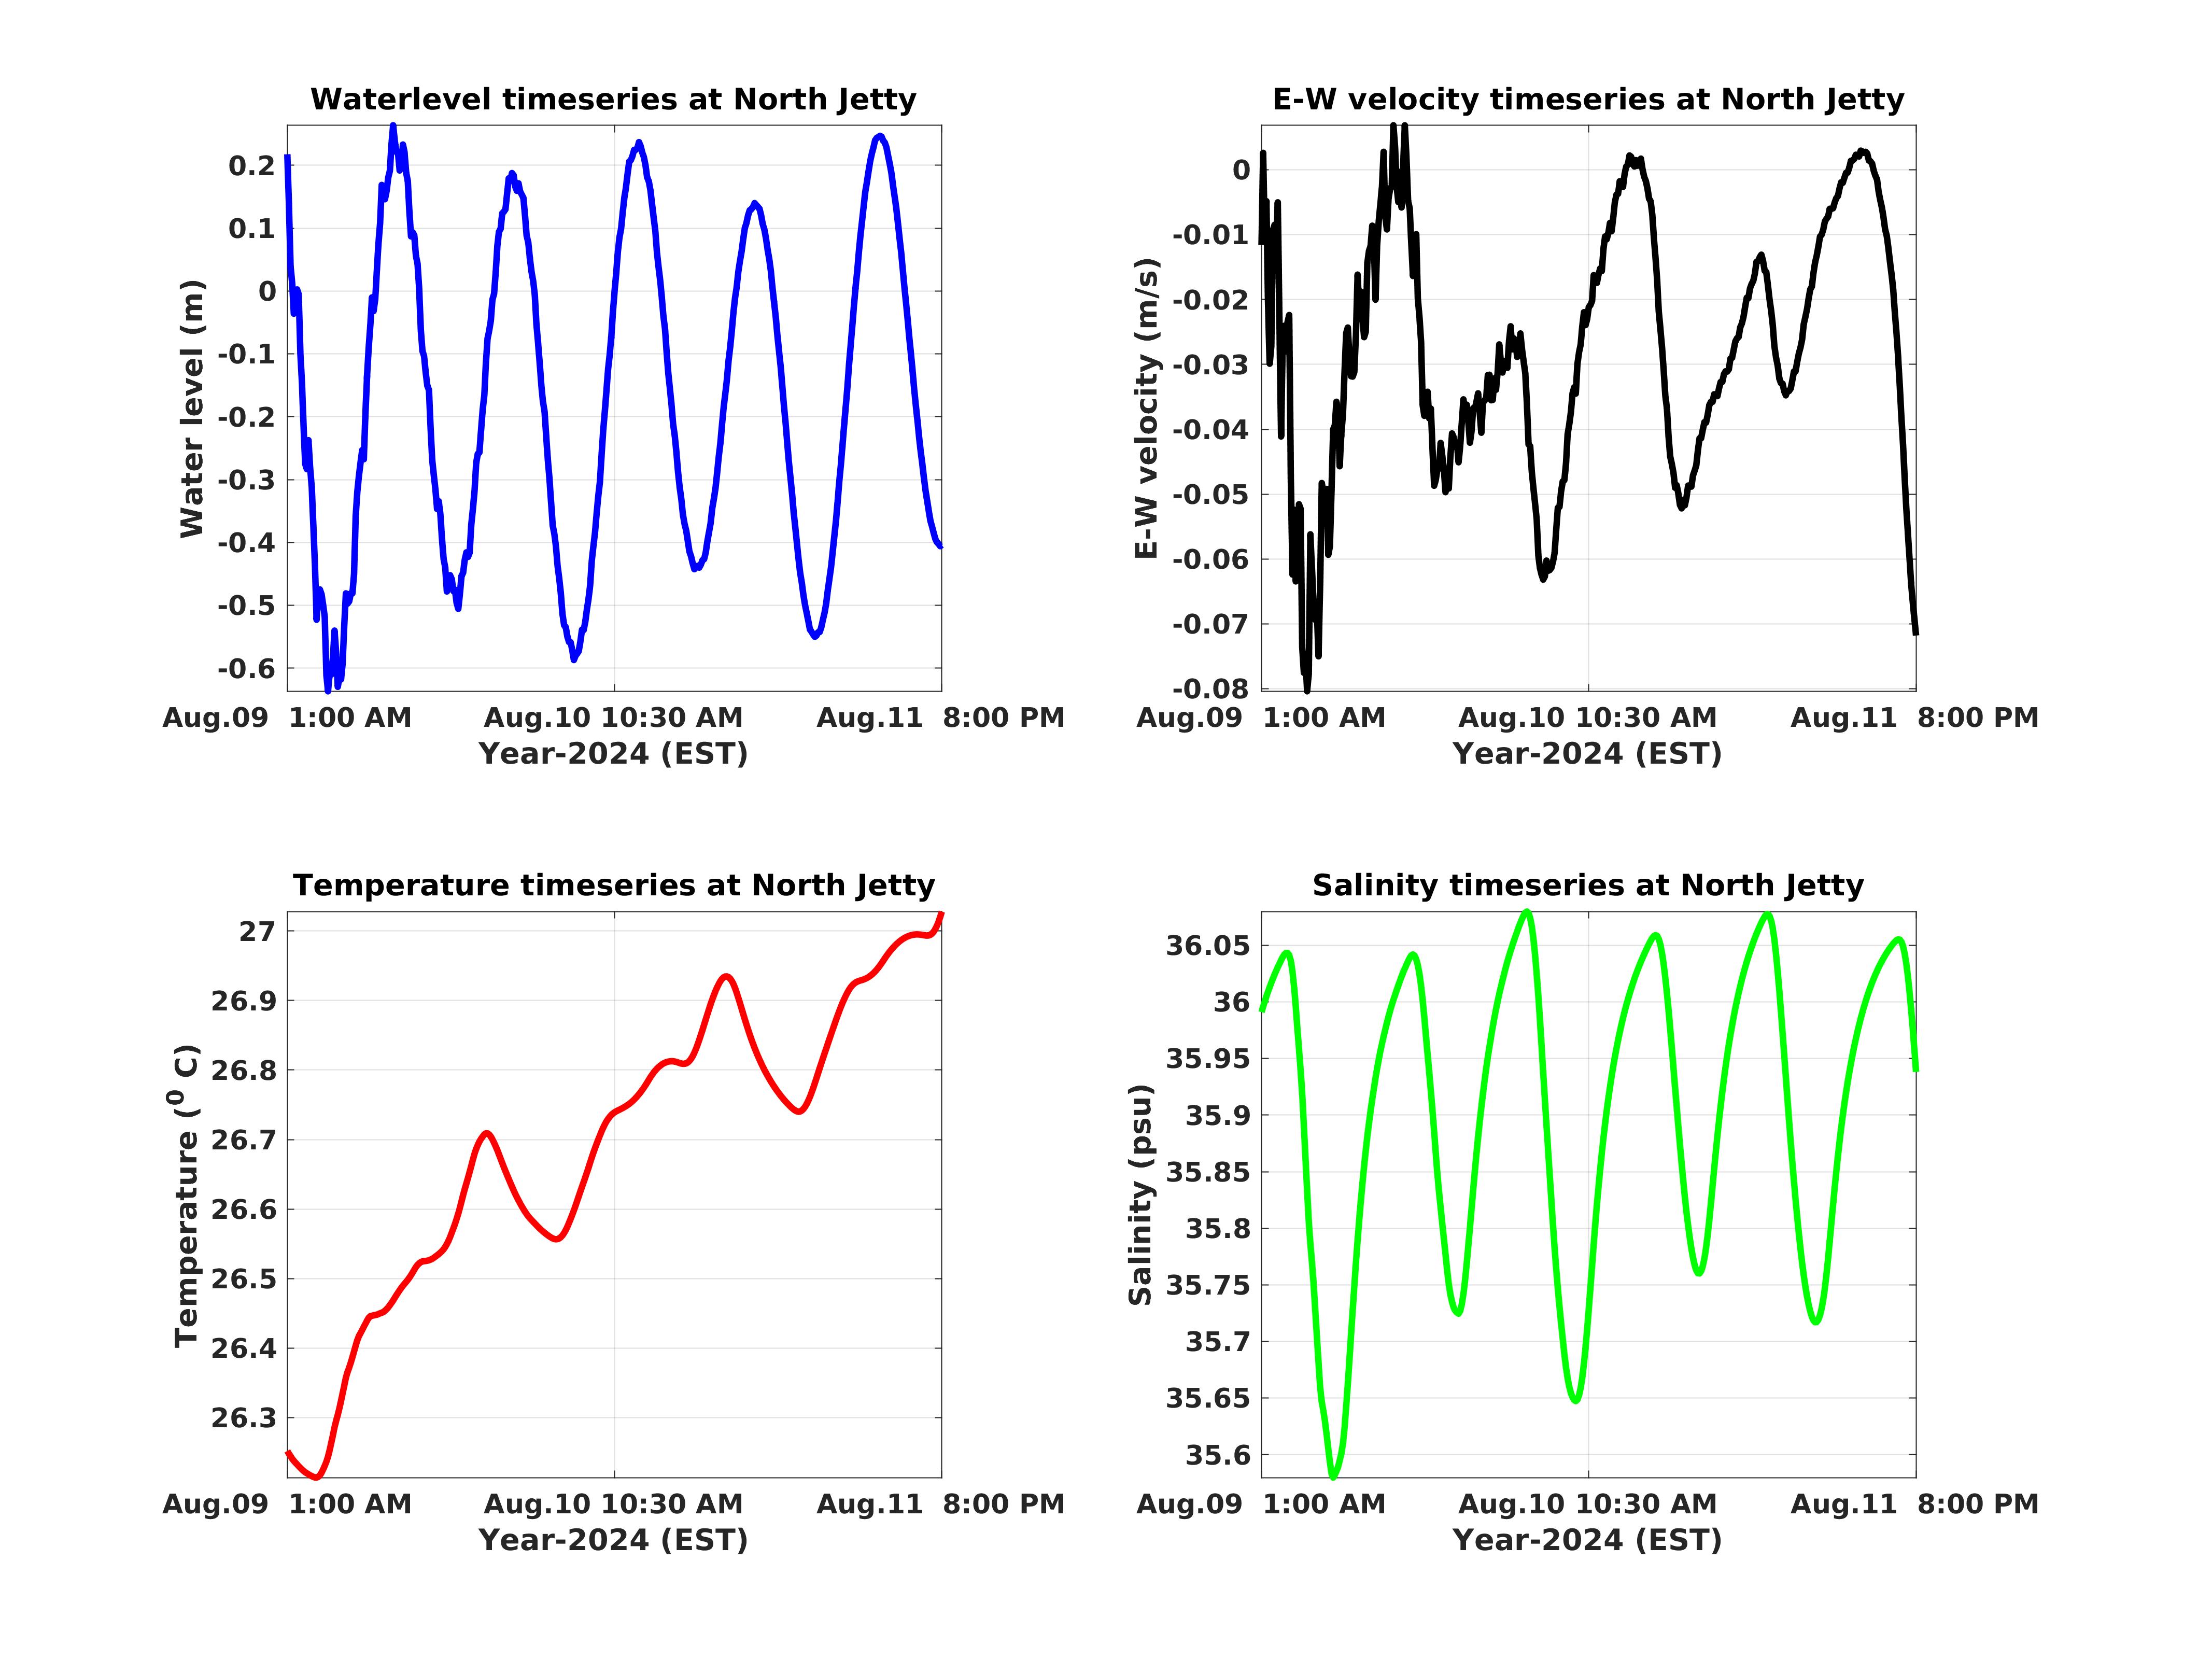 Waterlevel timeseries at North Jetty
0.2
0.1
0
-0.1
-0.2
-0.3
-0.4
-0.5
-0.6
Water level (m)
Aug.09 1:00 AM
Aug.10 10:30 AM
Aug.11 8:00 PM
Year-2024 (EST)
E-W velocity timeseries at North Jetty
0
-0.01
-0.02
-0.03
-0.04
-0.05
-0.06
-0.07
-0.08
E-W velocity (m/s)
Aug.09 1:00 AM
Aug.10 10:30 AM
Aug.11 8:00 PM
Year-2024 (EST)
Temperature timeseries at North Jetty
27
26.9
26.8
26.7
26.6
26.5
26.4
26.3
Temperature (⁰ C)
Aug.09 1:00 AM
Aug.10 10:30 AM
Aug.11 8:00 PM
Year-2024 (EST)
Salinity timeseries at North Jetty
36.05
36
35.95
35.9
35.85
35.8
35.75
35.7
35.65
35.6
Salinity (psu)
Aug.09 1:00 AM
Aug.10 10:30 AM
Aug.11 8:00 PM
Year-2024 (EST)